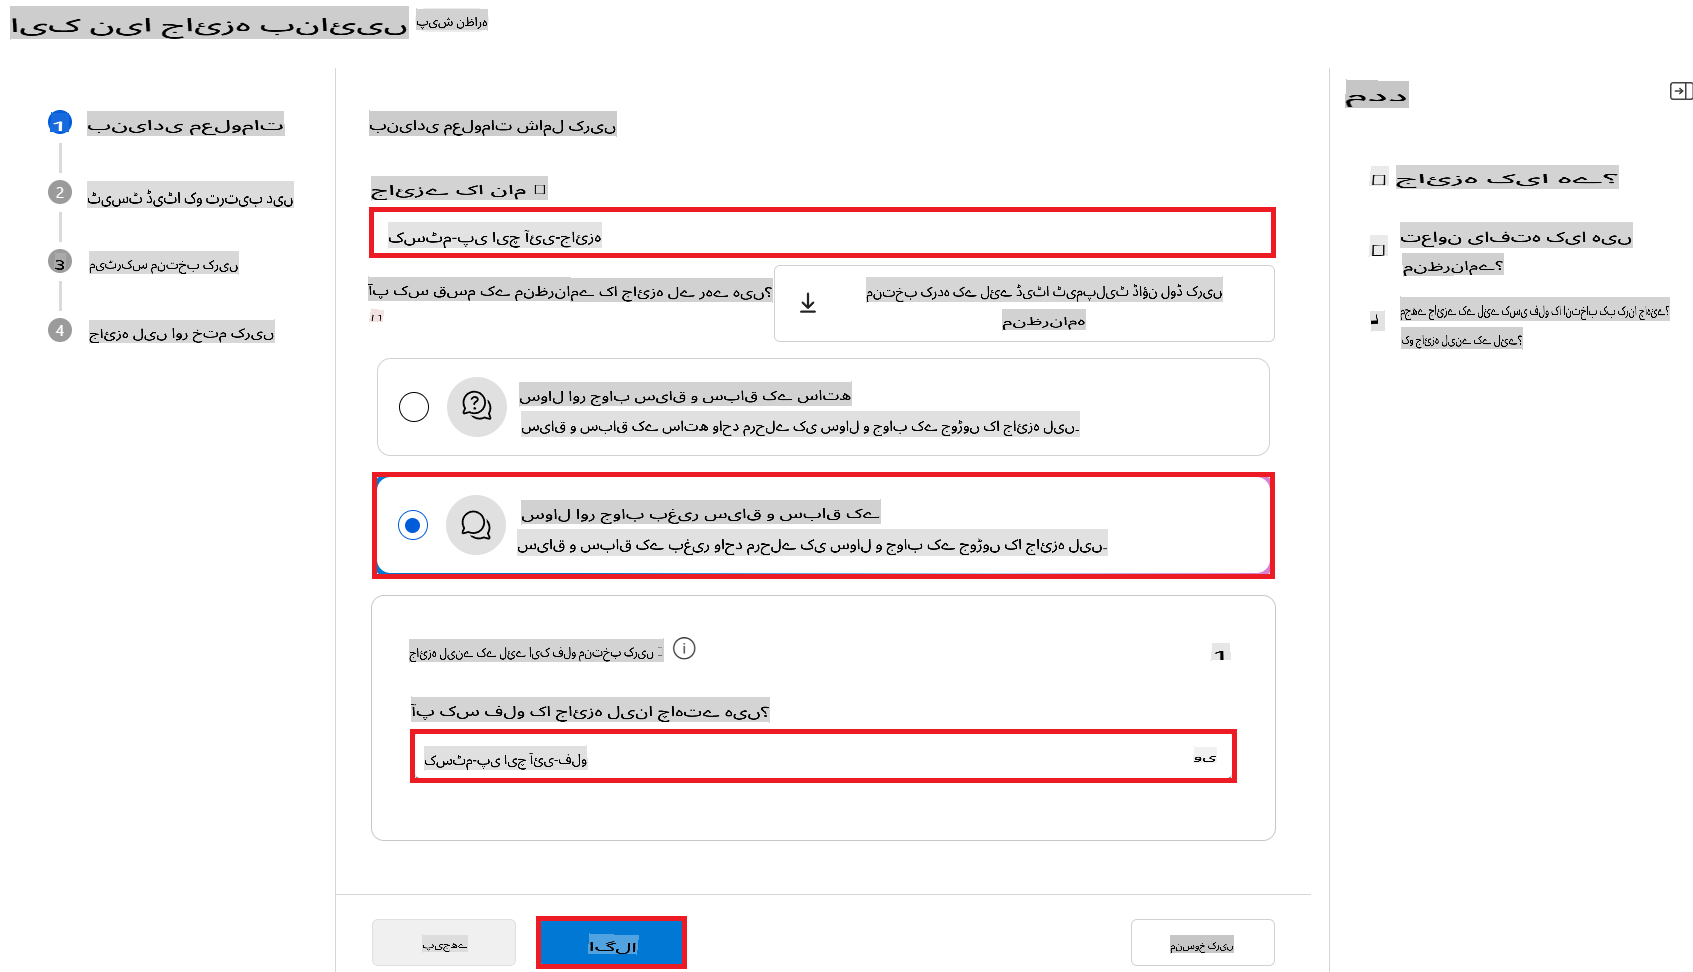 ایک نیا جائزہ بنائیں
پیش نظارہ
1 بنیادی معلومات
2 ٹیسٹ ڈیٹا کو ترتیب دیں
3 میٹرکس منتخب کریں
4 جائزہ لیں اور ختم کریں
بنیادی معلومات شامل کریں
جائزے کا نام
کسٹم-پی ایچ آئی-جائزہ
آپ کس قسم کے منظرنامے کا جائزہ لے رہے ہیں؟
منتخب کردہ کے لئے ڈیٹا ٹیمپلیٹ ڈاؤن لوڈ کریں
منظرنامہ
سوال اور جواب سیاق و سباق کے ساتھ
سیاق و سباق کے ساتھ واحد مرحلے کی سوال و جواب کے جوڑوں کا جائزہ لیں۔
سوال اور جواب بغیر سیاق و سباق کے
سیاق و سباق کے بغیر واحد مرحلے کی سوال و جواب کے جوڑوں کا جائزہ لیں۔
جائزہ لینے کے لئے ایک فلو منتخب کریں
1
آپ کس فلو کا جائزہ لینا چاہتے ہیں؟
کسٹم-پی ایچ آئی-فلو
وی
پیچھے
اگلا
منسوخ کریں
مدد
جائزہ کیا ہے؟
تعاون یافتہ کیا ہیں
منظرنامے؟
مجھے جائزے کے لئے کسی فلو کا انتخاب کب کرنا چاہئے؟
کو جائزہ لینے کے لئے؟